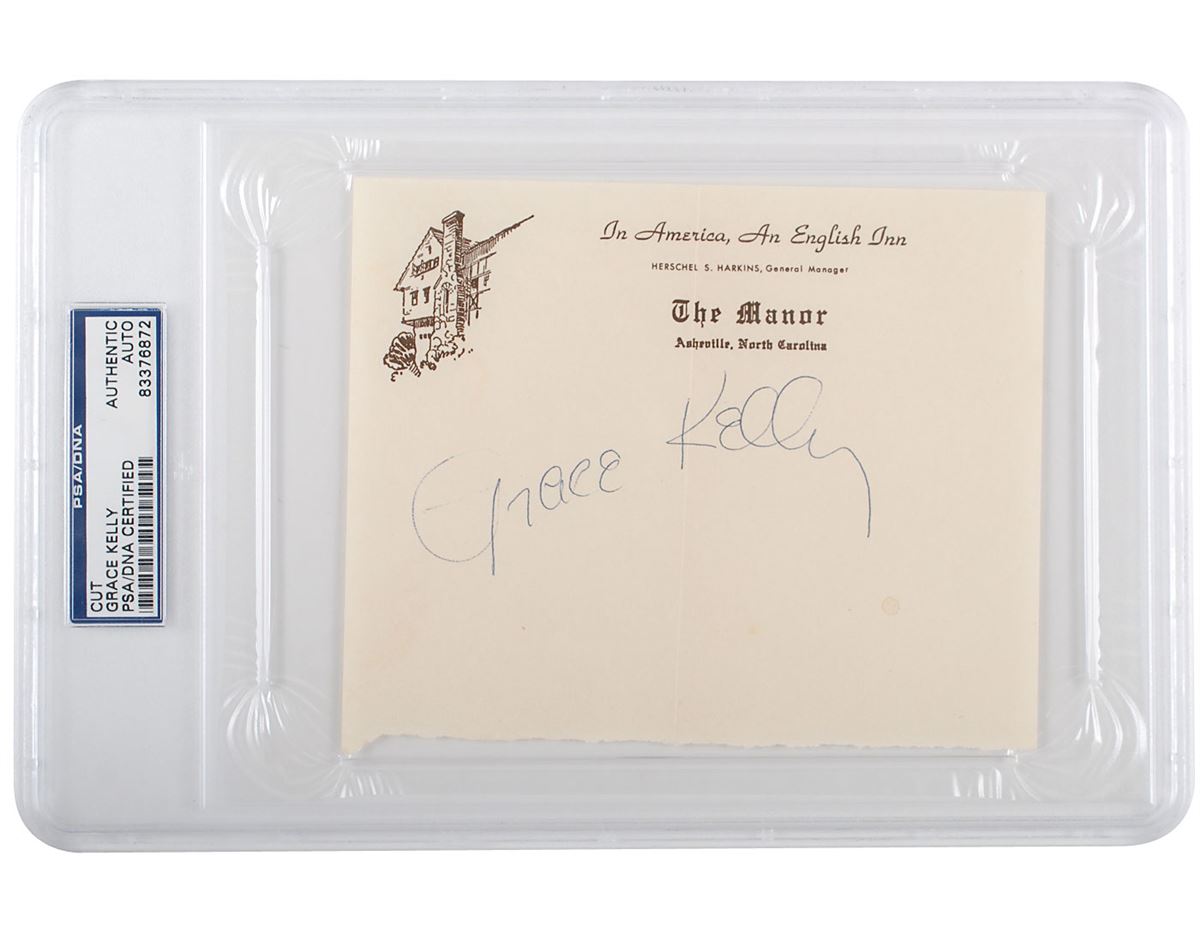 In America, An English Inn
HERSCHEL S. HARKINS, General Manager
The Manor
Asheville, North Carolina
Grace Kelly
PSA/DNA
CUT
GRACE KELLY
PSA/DNA CERTIFIED
AUTHENTIC
AUTO
83376872